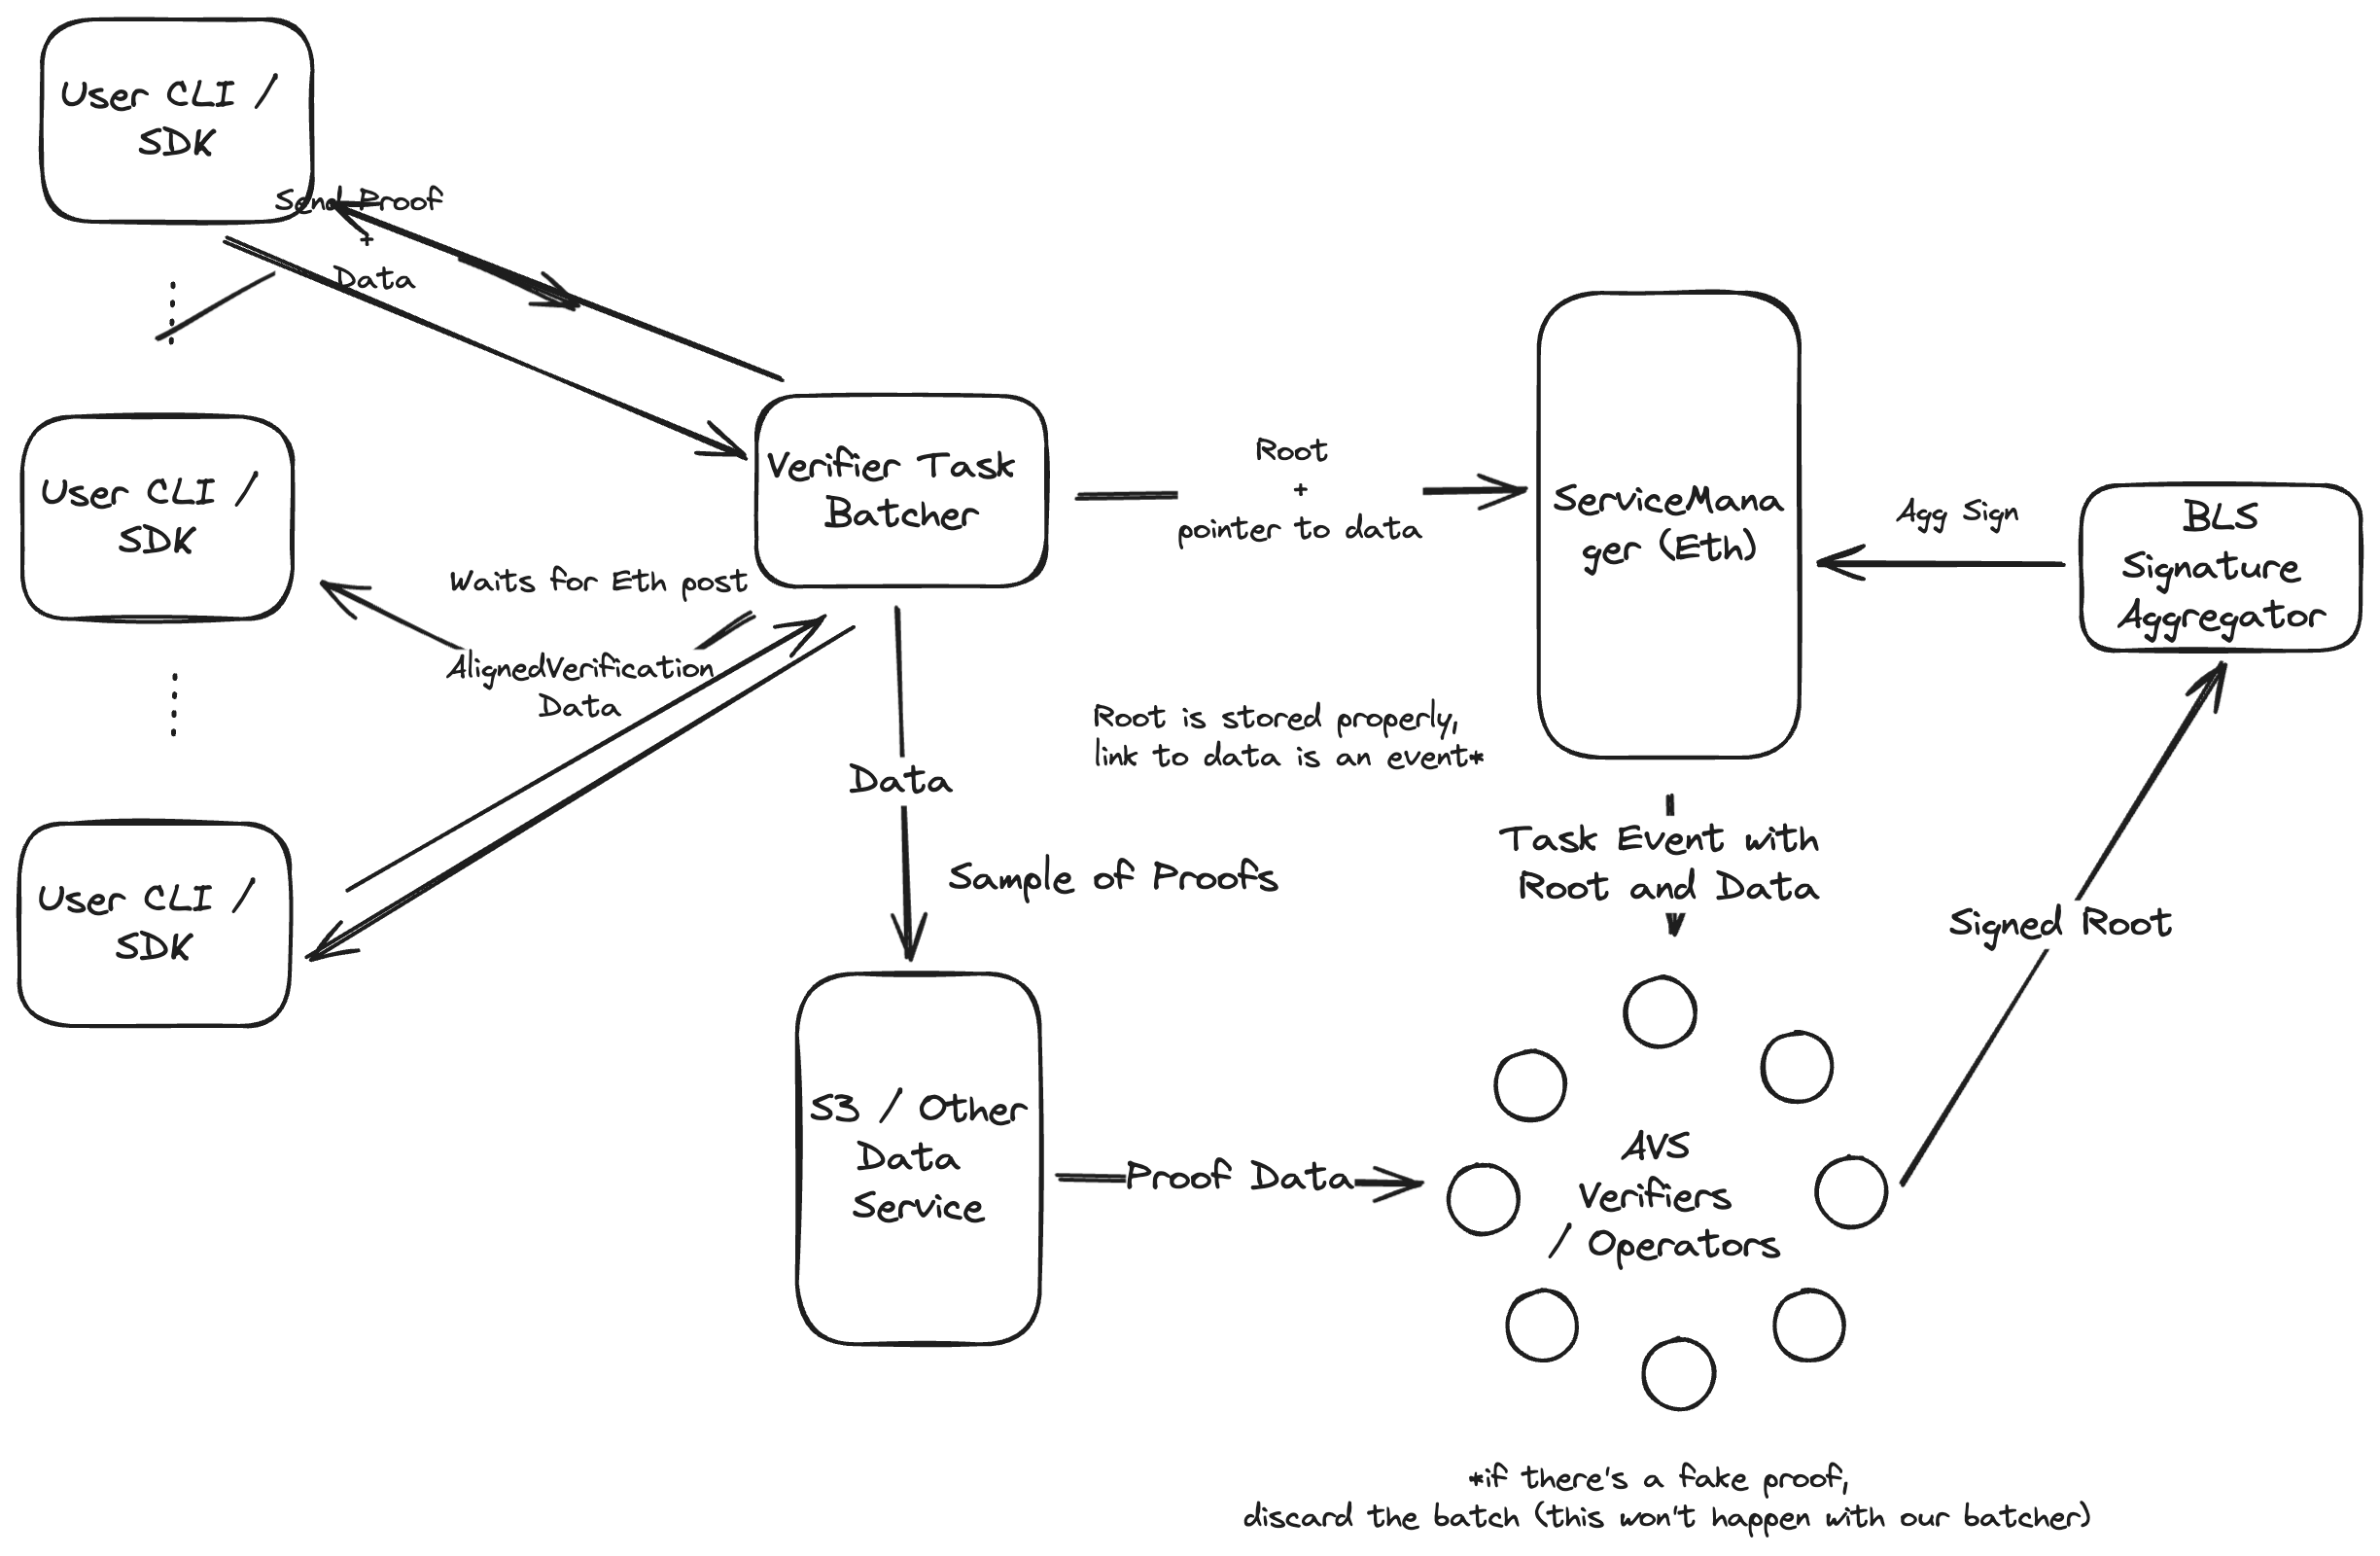 User CLI /
SDK
Send Proof
+
Data
User CLI /
SDK
Verifier Task
Batcher
Root
+
pointer to data
ServiceMana
ger (Eth)
Agg Sign
BLS
Signature
Aggregator
Waits for Eth post
AlignedVerification
Data
Root is stored properly,
link to data is an event*
Data
Sample of Proofs
Task Event with
Root and Data
Signed Root
User CLI /
SDK
S3 / Other
Data
Service
Proof Data
AVS
Verifiers
/ Operators
*if there's a fake proof,
discard the batch (this won't happen with our batcher)